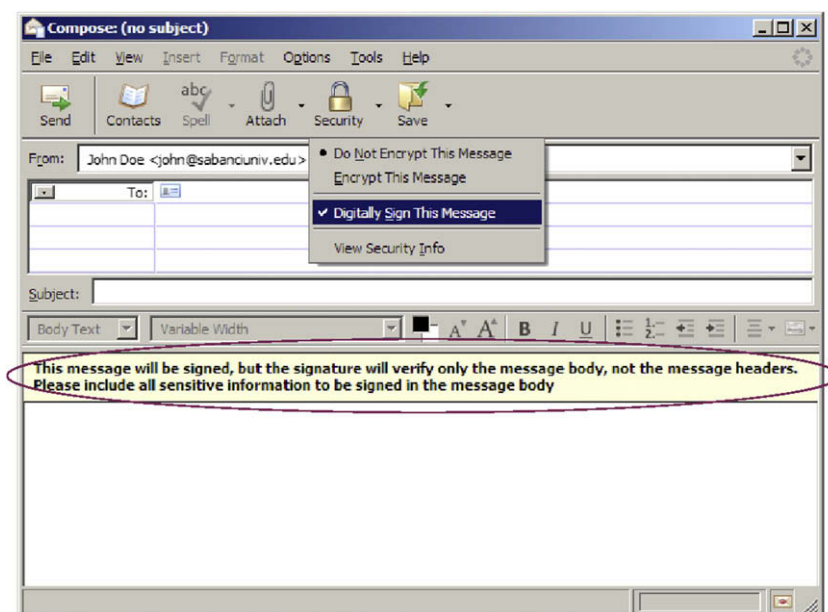 Compose: (no subject)
File Edit View Insert Format Options Tools Help
Send Contacts Spell Attach Security Save
From: John Doe <john@sabanciuniv.edu>
Do Not Encrypt This Message
Encrypt This Message
To:
Digitally Sign This Message
View Security Info
Subject:
Body Text Variable Width A A B I U
This message will be signed, but the signature will verify only the message body, not the message headers.
Please include all sensitive information to be signed in the message body